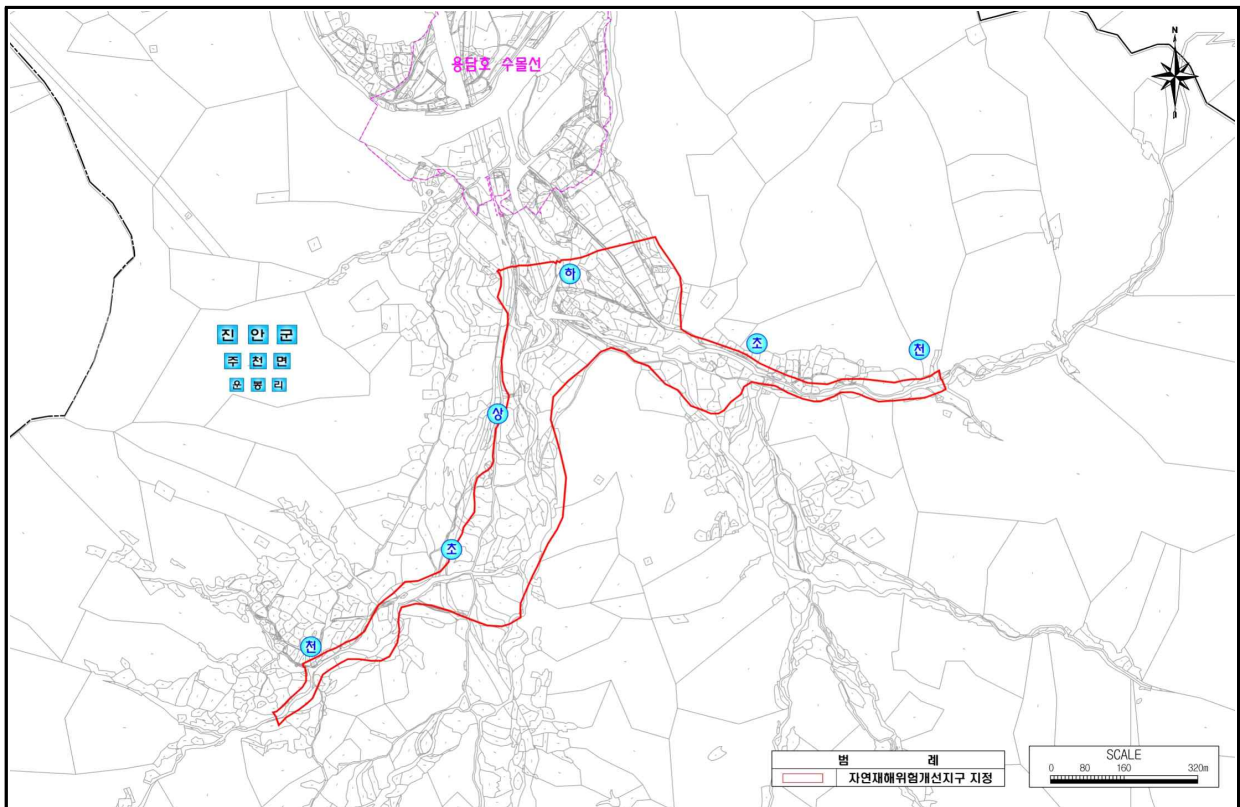 용담호 수몰선
N
하
초
천
진 안 군
주 천 면
운 봉 리
상
초
천
범 례
자연재해위험개선지구 지정
SCALE
0 80 160 320m